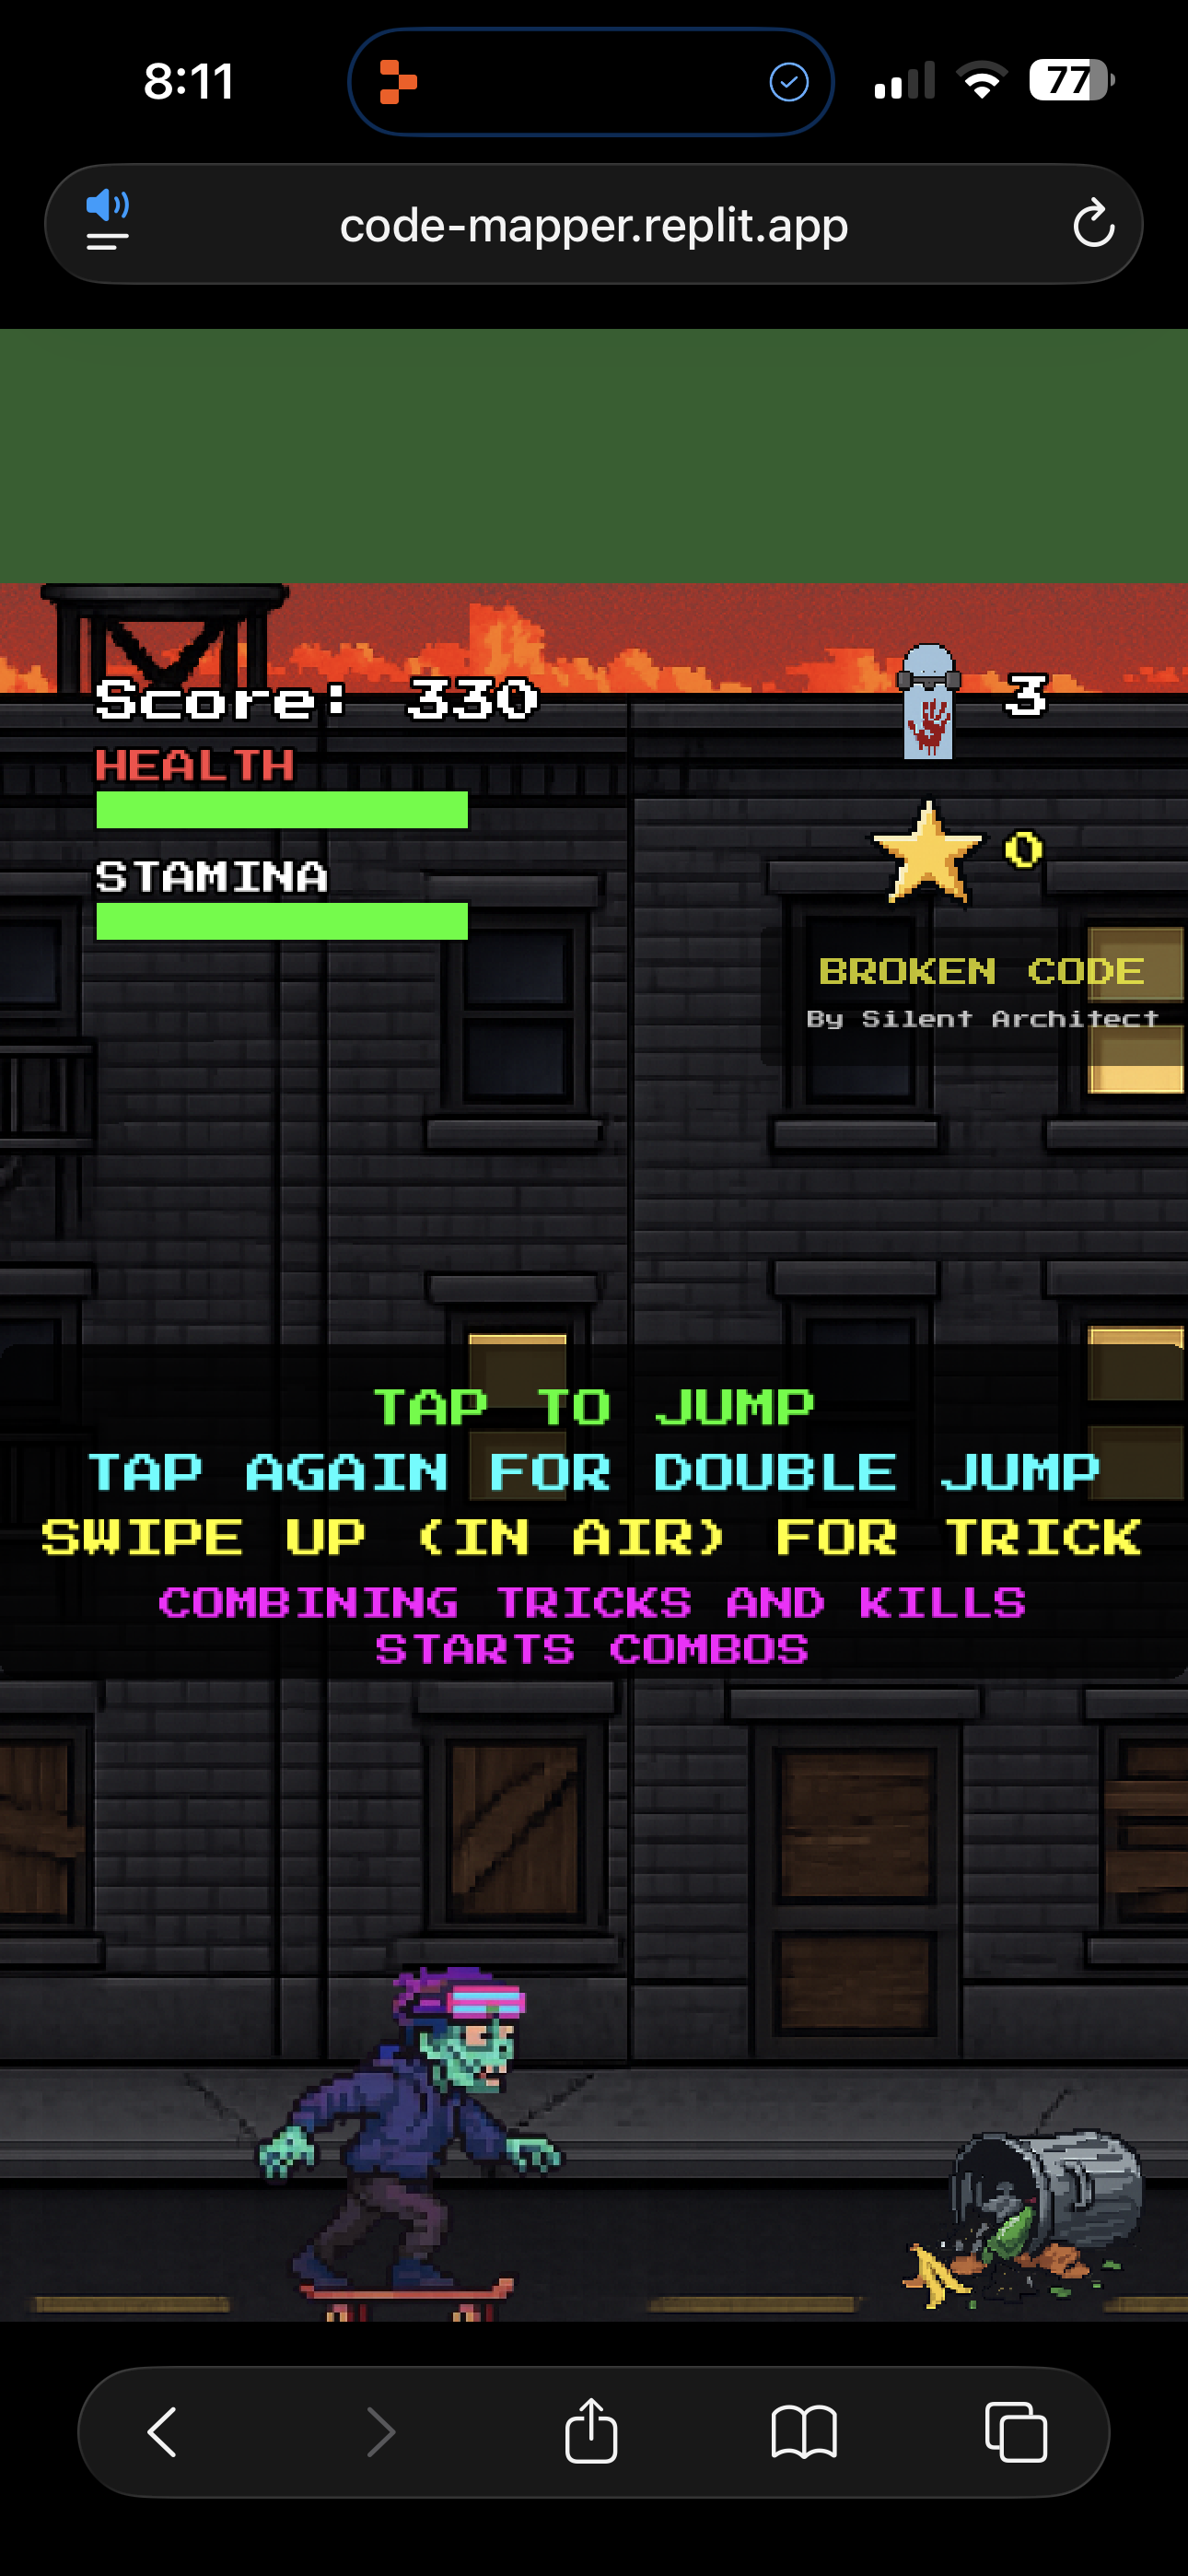 8:11
77
code-mapper.replit.app
Score: 330
3
HEALTH
0
STAMINA
BROKEN CODE
By Silent Architect
TAP TO JUMP
TAP AGAIN FOR DOUBLE JUMP
SWIPE UP (IN AIR) FOR TRICK
COMBINING TRICKS AND KILLS
STARTS COMBOS